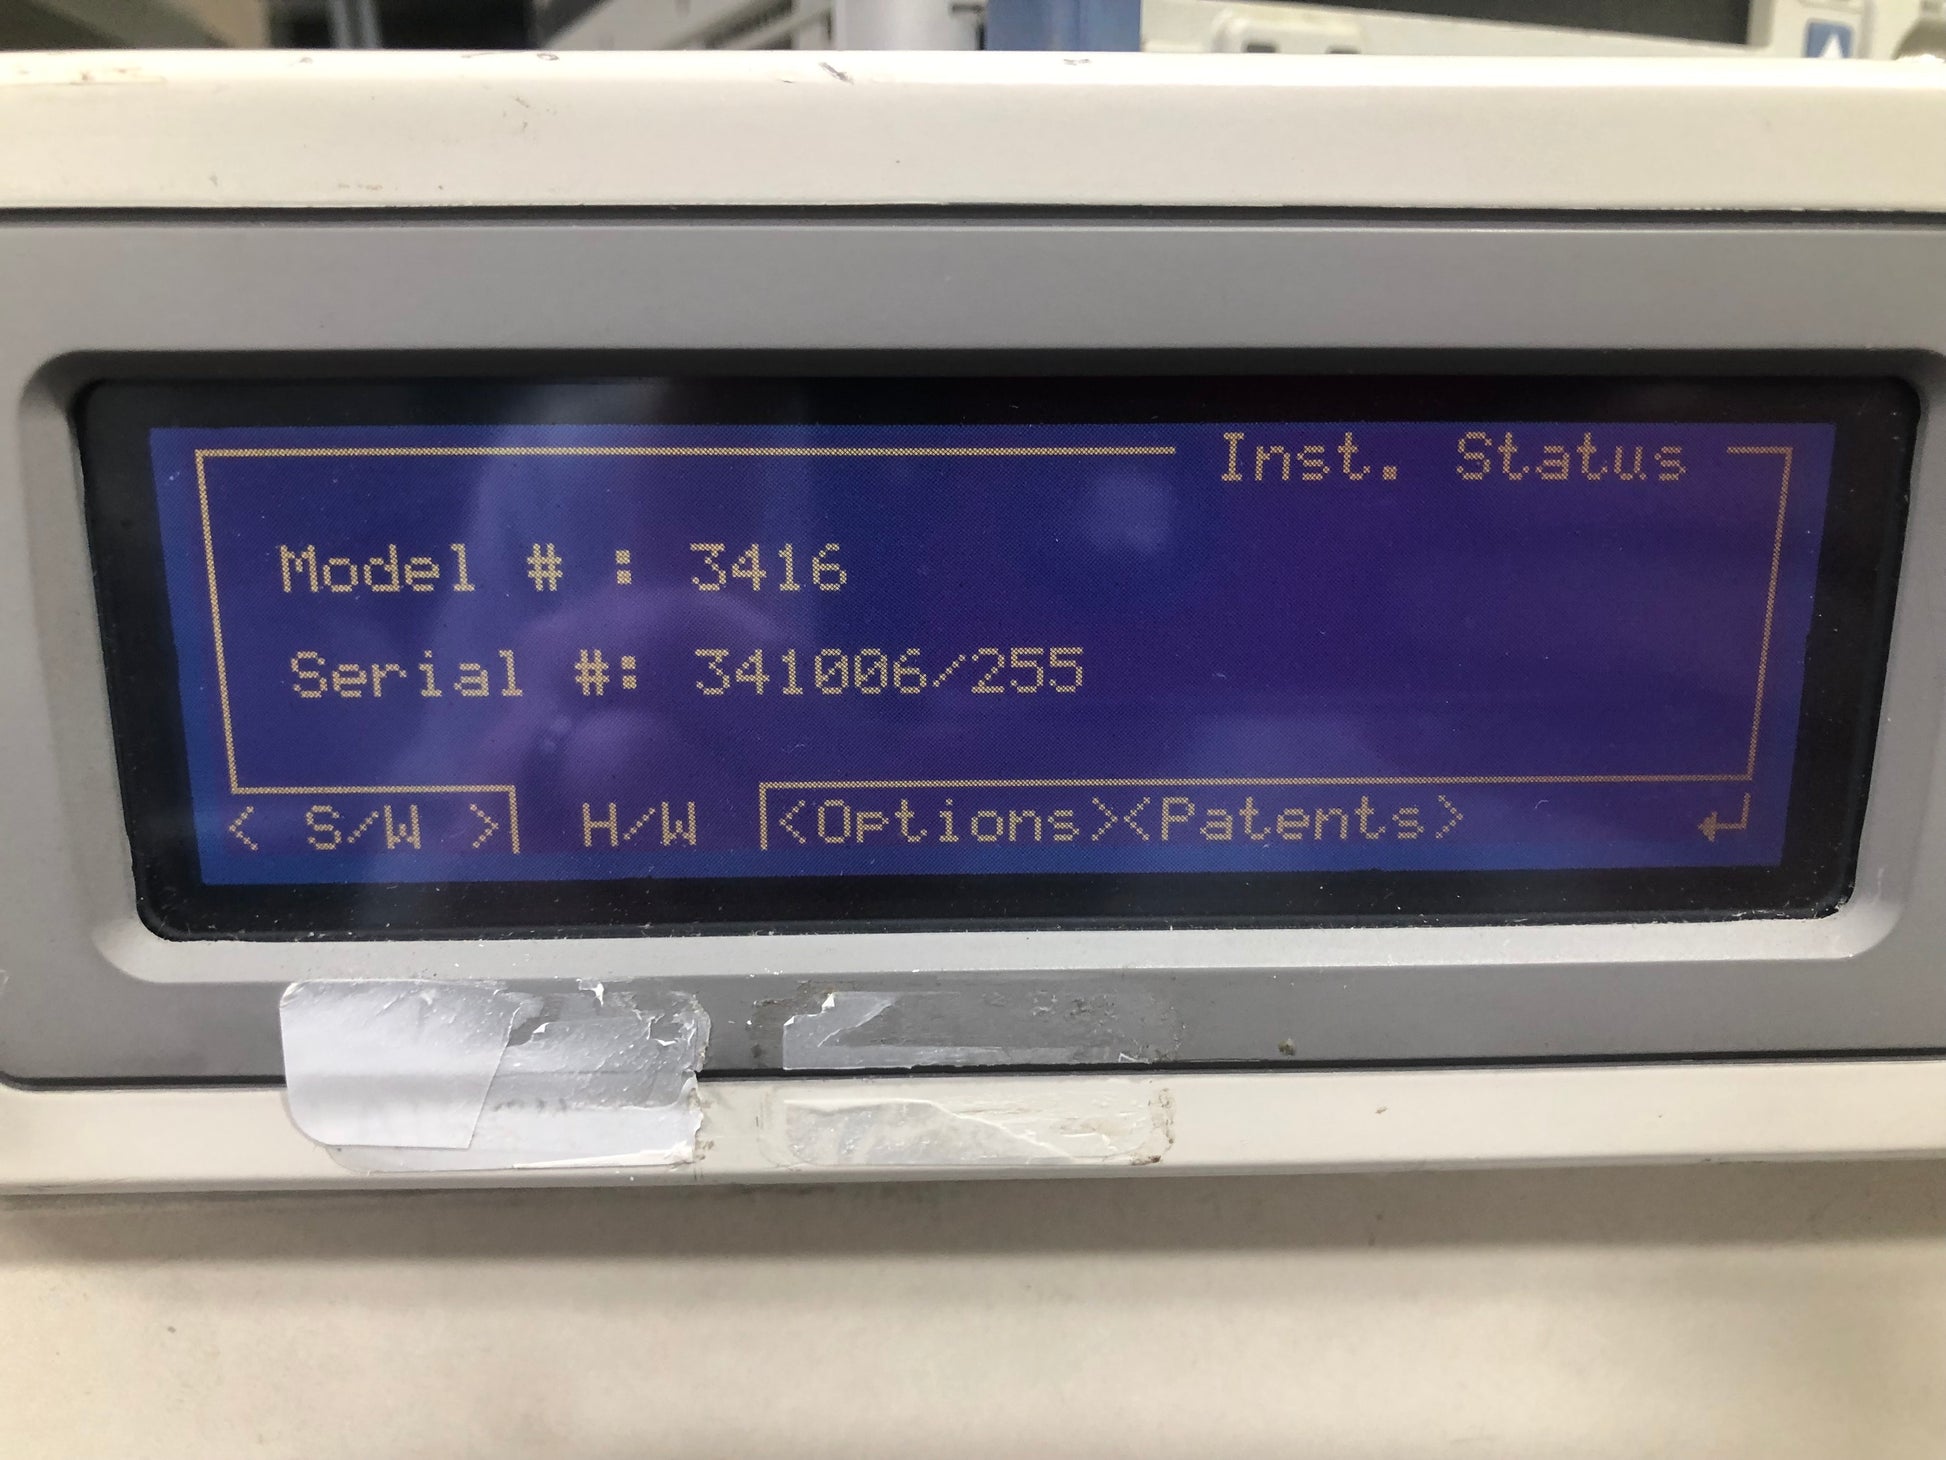 Inst. Status
Model # : 3416
Serial #: 341006/255
< S/W > H/W <Options><Patents> ↵